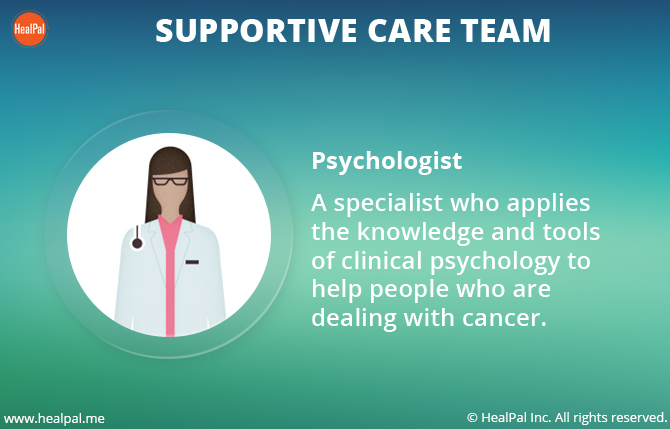 HealPal
SUPPORTIVE CARE TEAM
Psychologist
A specialist who applies
the knowledge and tools
of clinical psychology to
help people who are
dealing with cancer.
www.healpal.me
© HealPal Inc. All rights reserved.